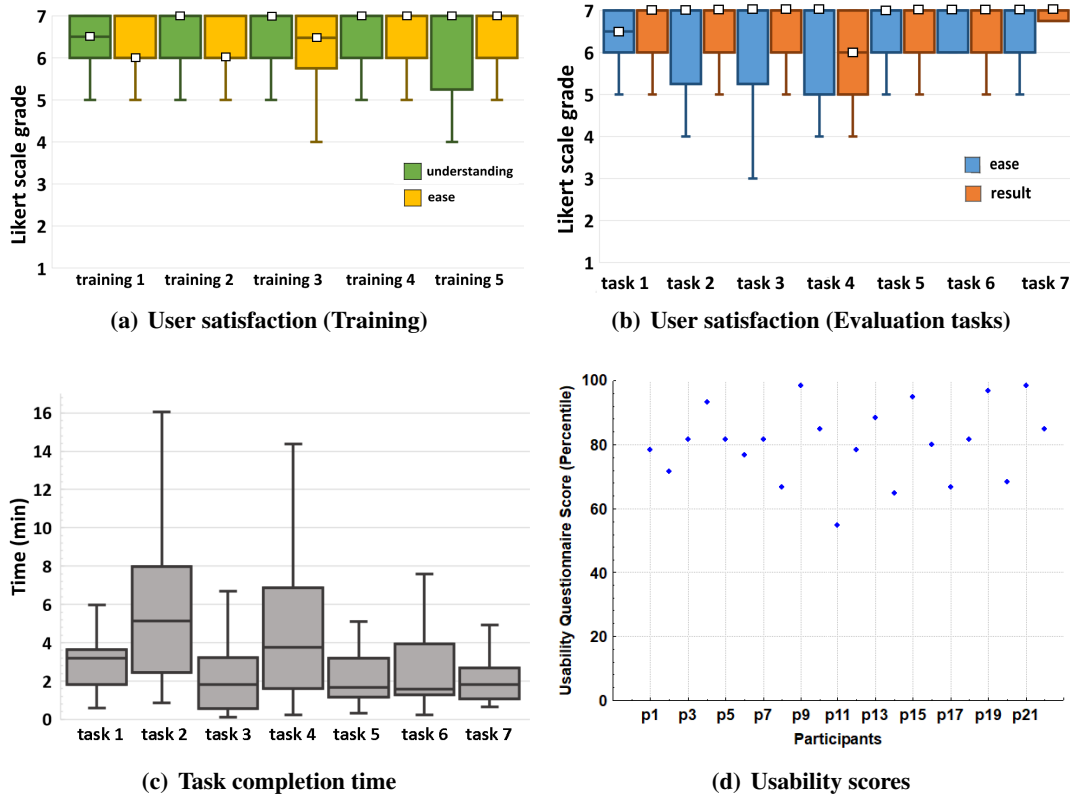 Likert scale grade
7
6
5
4
3
2
1
understanding
ease
training 1 training 2 training 3 training 4 training 5
(a) User satisfaction (Training)
Likert scale grade
7
6
5
4
3
2
1
ease
result
task 1 task 2 task 3 task 4 task 5 task 6 task 7
(b) User satisfaction (Evaluation tasks)
Time (min)
16
14
12
10
8
6
4
2
0
task 1 task 2 task 3 task 4 task 5 task 6 task 7
(c) Task completion time
Usability Questionnaire Score (Percentile)
100
80
60
40
20
0
p1 p3 p5 p7 p9 p11 p13 p15 p17 p19 p21
Participants
(d) Usability scores